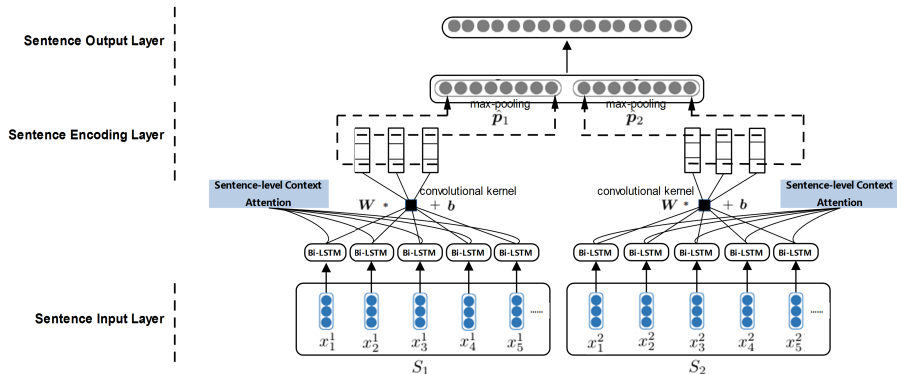 Sentence Output Layer
max-pooling
max-pooling
p̂₁
p̂₂
Sentence Encoding Layer
Sentence-level Context
Attention
convolutional kernel
W * + b
convolutional kernel
W * + b
Sentence-level Context
Attention
Bi-LSTM Bi-LSTM Bi-LSTM Bi-LSTM Bi-LSTM
Bi-LSTM Bi-LSTM Bi-LSTM Bi-LSTM Bi-LSTM
Sentence Input Layer
......
......
x₁¹ x₂¹ x₃¹ x₄¹ x₅¹
x₁² x₂² x₃² x₄² x₅²
S₁
S₂